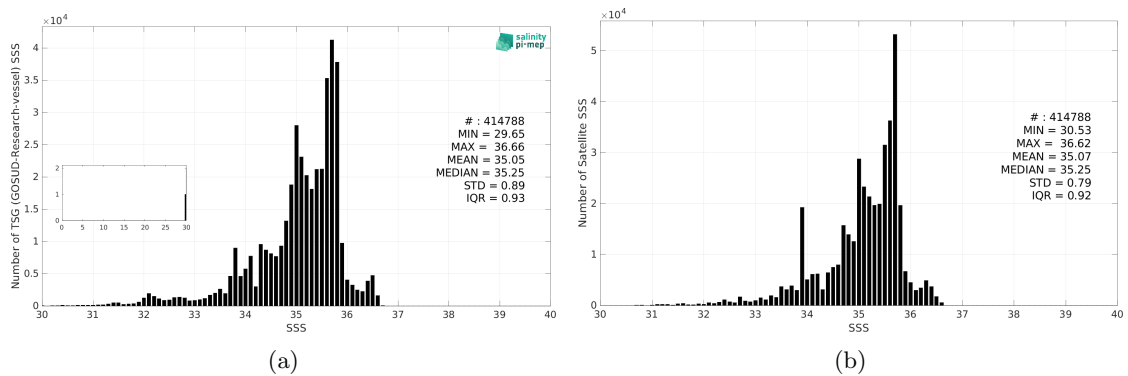 ×10⁴
4
3.5
3
2.5
2
1.5
1
0.5
0
Number of TSG (GOSUD-Research-vessel) SSS
salinity
pi-mep
# : 414788
MIN = 29.65
MAX = 36.66
MEAN = 35.05
MEDIAN = 35.25
STD = 0.89
IQR = 0.93
2
1
0
0 5 10 15 20 25 30
30 31 32 33 34 35 36 37 38 39 40
SSS
(a)
×10⁴
5
4
3
2
1
0
Number of Satellite SSS
# : 414788
MIN = 30.53
MAX = 36.62
MEAN = 35.07
MEDIAN = 35.25
STD = 0.79
IQR = 0.92
30 31 32 33 34 35 36 37 38 39 40
SSS
(b)